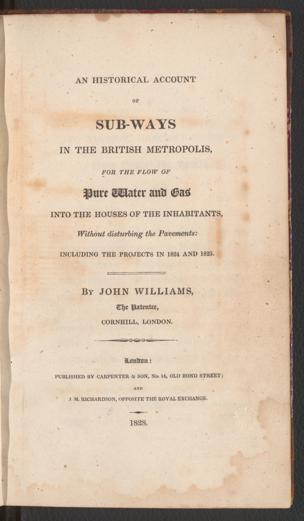 AN HISTORICAL ACCOUNT
OF
SUB-WAYS
IN THE BRITISH METROPOLIS,
FOR THE FLOW OF
Pure Water and Gas
INTO THE HOUSES OF THE INHABITANTS,
Without disturbing the Pavements:
INCLUDING THE PROJECTS IN 1824 AND 1825.
By JOHN WILLIAMS,
The Patentee,
CORNHILL, LONDON.
London:
PUBLISHED BY CARPENTER & SON, No. 14, OLD BOND STREET;
AND
J. M. RICHARDSON, OPPOSITE THE ROYAL EXCHANGE.
1828.